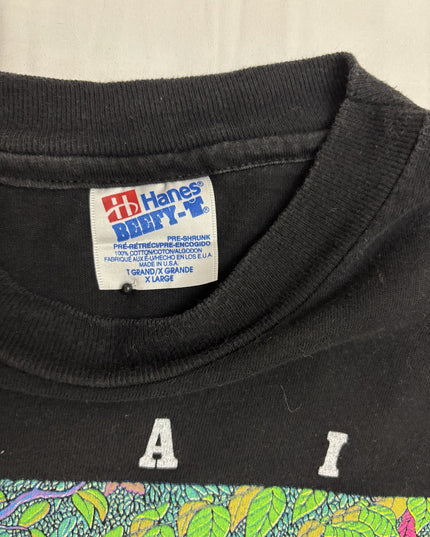 Hanes®
BEEFY-T®
PRE-SHRUNK
PRÉ-RÉTRÉCI/PRE-ENCOGIDO
100% COTTON/COTON/ALGODON
FABRIQUÉ AUX É-U/HECHO EN LOS E.U.A.
MADE IN U.S.A.
T GRAND/X GRANDE
X LARGE
A I